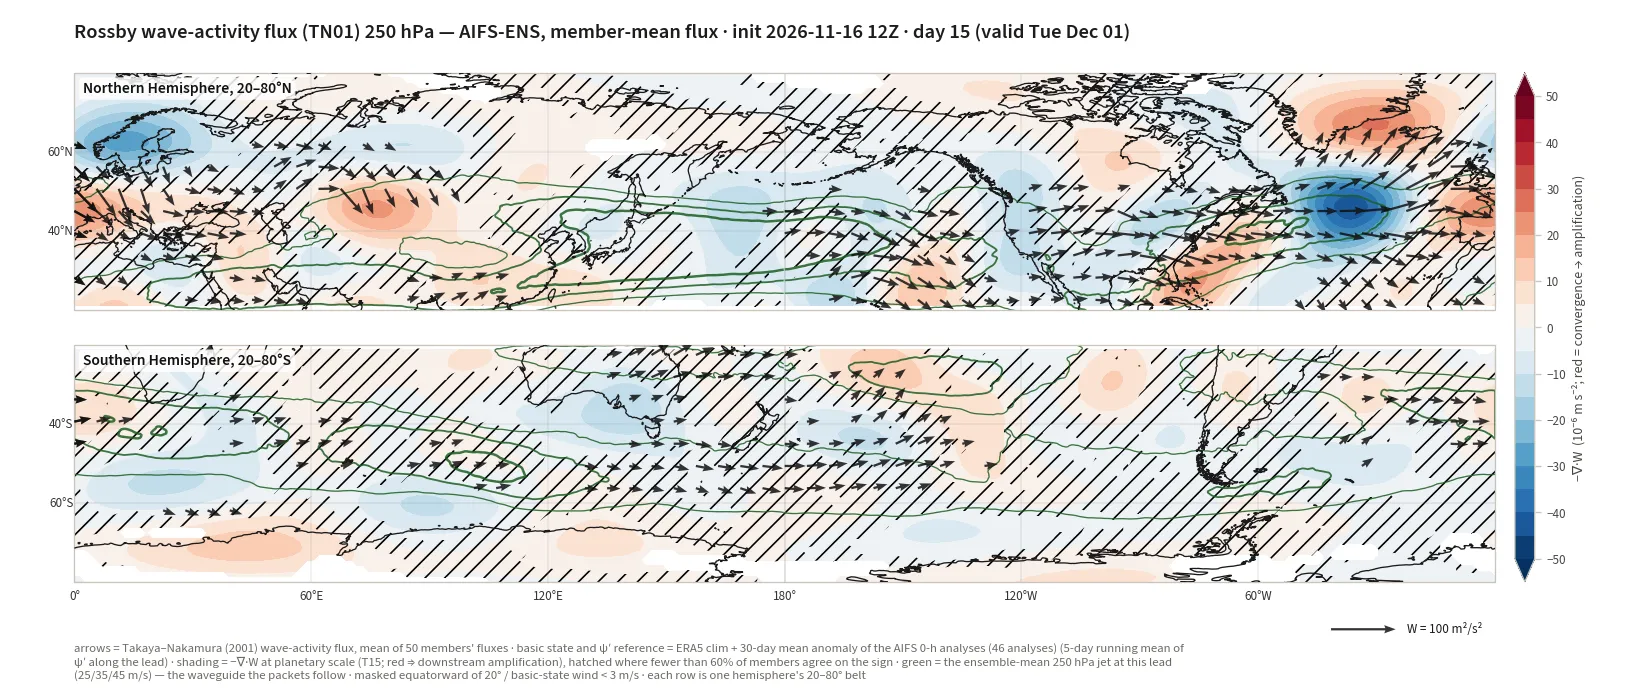 Rossby wave-activity flux (TN01) 250 hPa — AIFS-ENS, member-mean flux · init 2026-11-16 12Z · day 15 (valid Tue Dec 01)
Northern Hemisphere, 20–80°N
60°N
40°N
Southern Hemisphere, 20–80°S
40°S
60°S
0°
60°E
120°E
180°
120°W
60°W
50
40
30
20
10
0
−10
−20
−30
−40
−50
−∇·W (10⁻⁶ m s⁻²; red = convergence → amplification)
W = 100 m²/s²
arrows = Takaya–Nakamura (2001) wave-activity flux, mean of 50 members' fluxes · basic state and ψ' reference = ERA5 clim + 30-day mean anomaly of the AIFS 0-h analyses (46 analyses) (5-day running mean of
ψ' along the lead) · shading = −∇·W at planetary scale (T15; red ⇒ downstream amplification), hatched where fewer than 60% of members agree on the sign · green = the ensemble-mean 250 hPa jet at this lead
(25/35/45 m/s) — the waveguide the packets follow · masked equatorward of 20° / basic-state wind < 3 m/s · each row is one hemisphere's 20–80° belt